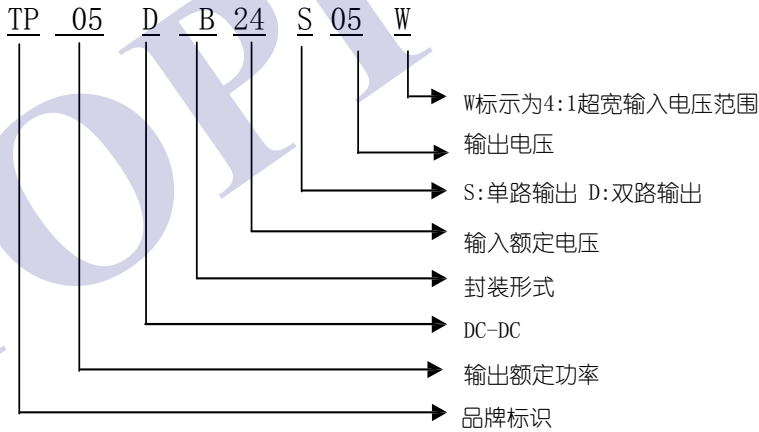 TP 05 D B 24 S 05 W
W标示为4:1超宽输入电压范围
输出电压
S:单路输出 D:双路输出
输入额定电压
封装形式
DC-DC
输出额定功率
品牌标识